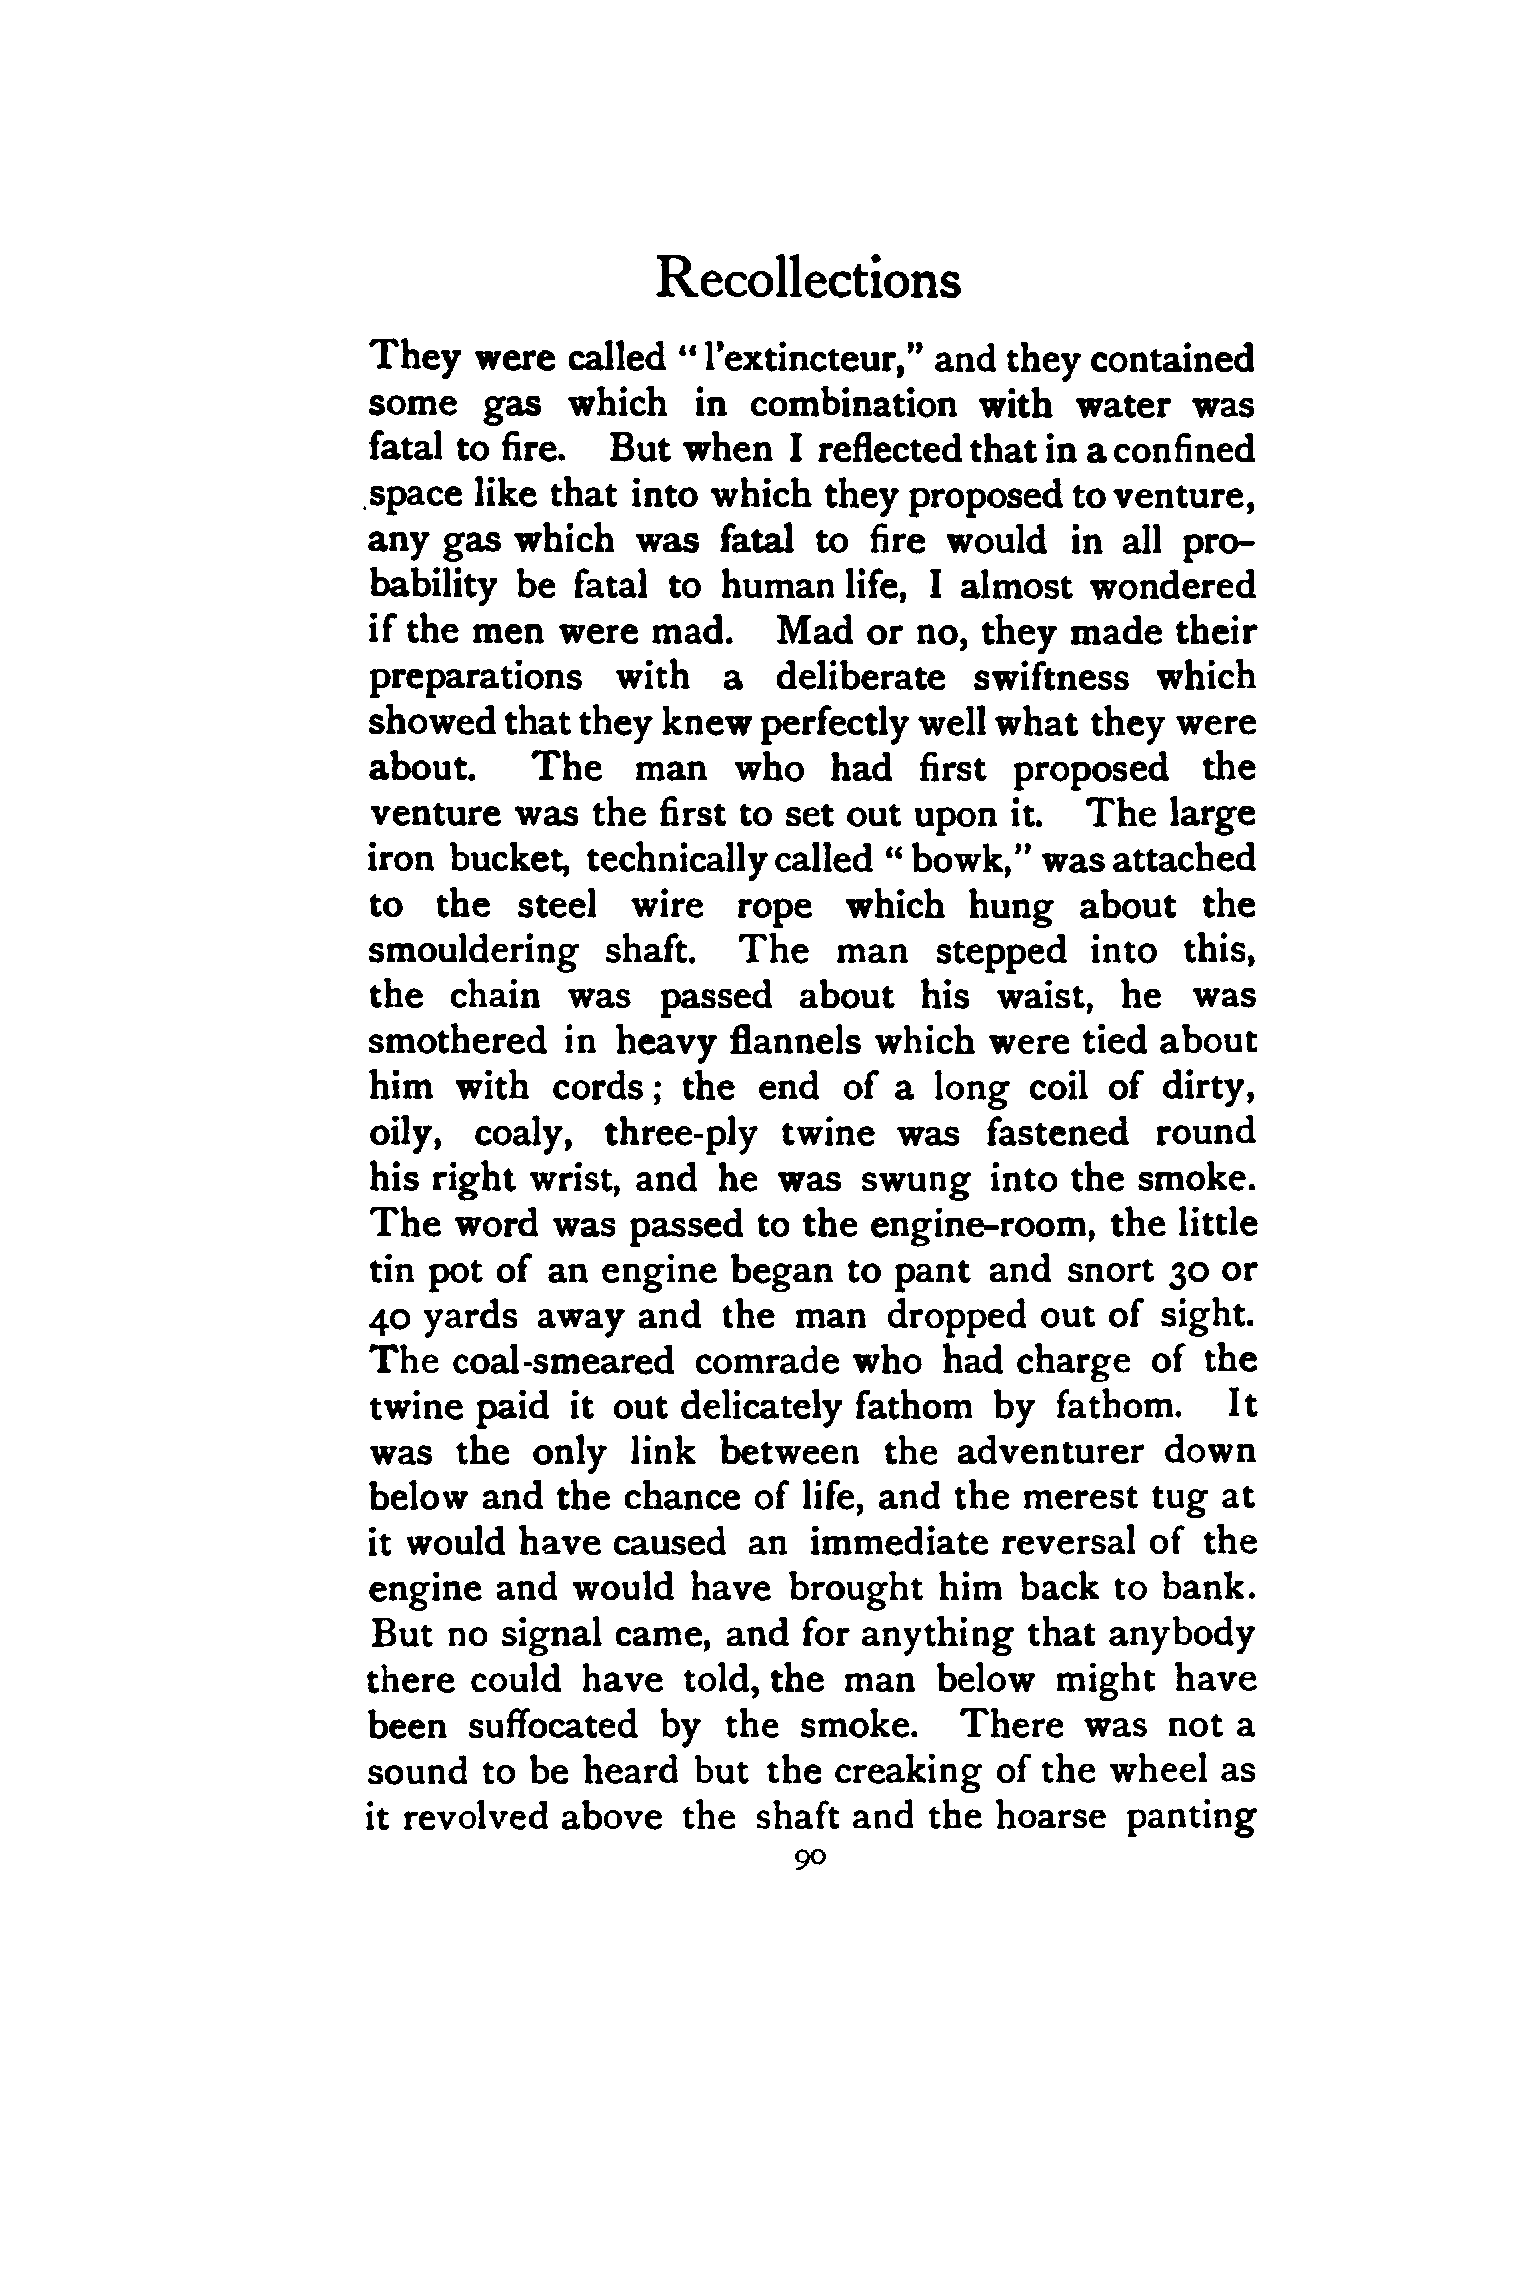 Recollections
They were called “l'extincteur,” and they contained
some gas which in combination with water was
fatal to fire. But when I reflected that in a confined
space like that into which they proposed to venture,
any gas which was fatal to fire would in all pro-
bability be fatal to human life, I almost wondered
if the men were mad. Mad or no, they made their
preparations with a deliberate swiftness which
showed that they knew perfectly well what they were
about. The man who had first proposed the
venture was the first to set out upon it. The large
iron bucket, technically called “bowk,” was attached
to the steel wire rope which hung about the
smouldering shaft. The man stepped into this,
the chain was passed about his waist, he was
smothered in heavy flannels which were tied about
him with cords; the end of a long coil of dirty,
oily, coaly, three-ply twine was fastened round
his right wrist, and he was swung into the smoke.
The word was passed to the engine-room, the little
tin pot of an engine began to pant and snort 30 or
40 yards away and the man dropped out of sight.
The coal-smeared comrade who had charge of the
twine paid it out delicately fathom by fathom. It
was the only link between the adventurer down
below and the chance of life, and the merest tug at
it would have caused an immediate reversal of the
engine and would have brought him back to bank.
But no signal came, and for anything that anybody
there could have told, the man below might have
been suffocated by the smoke. There was not a
sound to be heard but the creaking of the wheel as
it revolved above the shaft and the hoarse panting
90